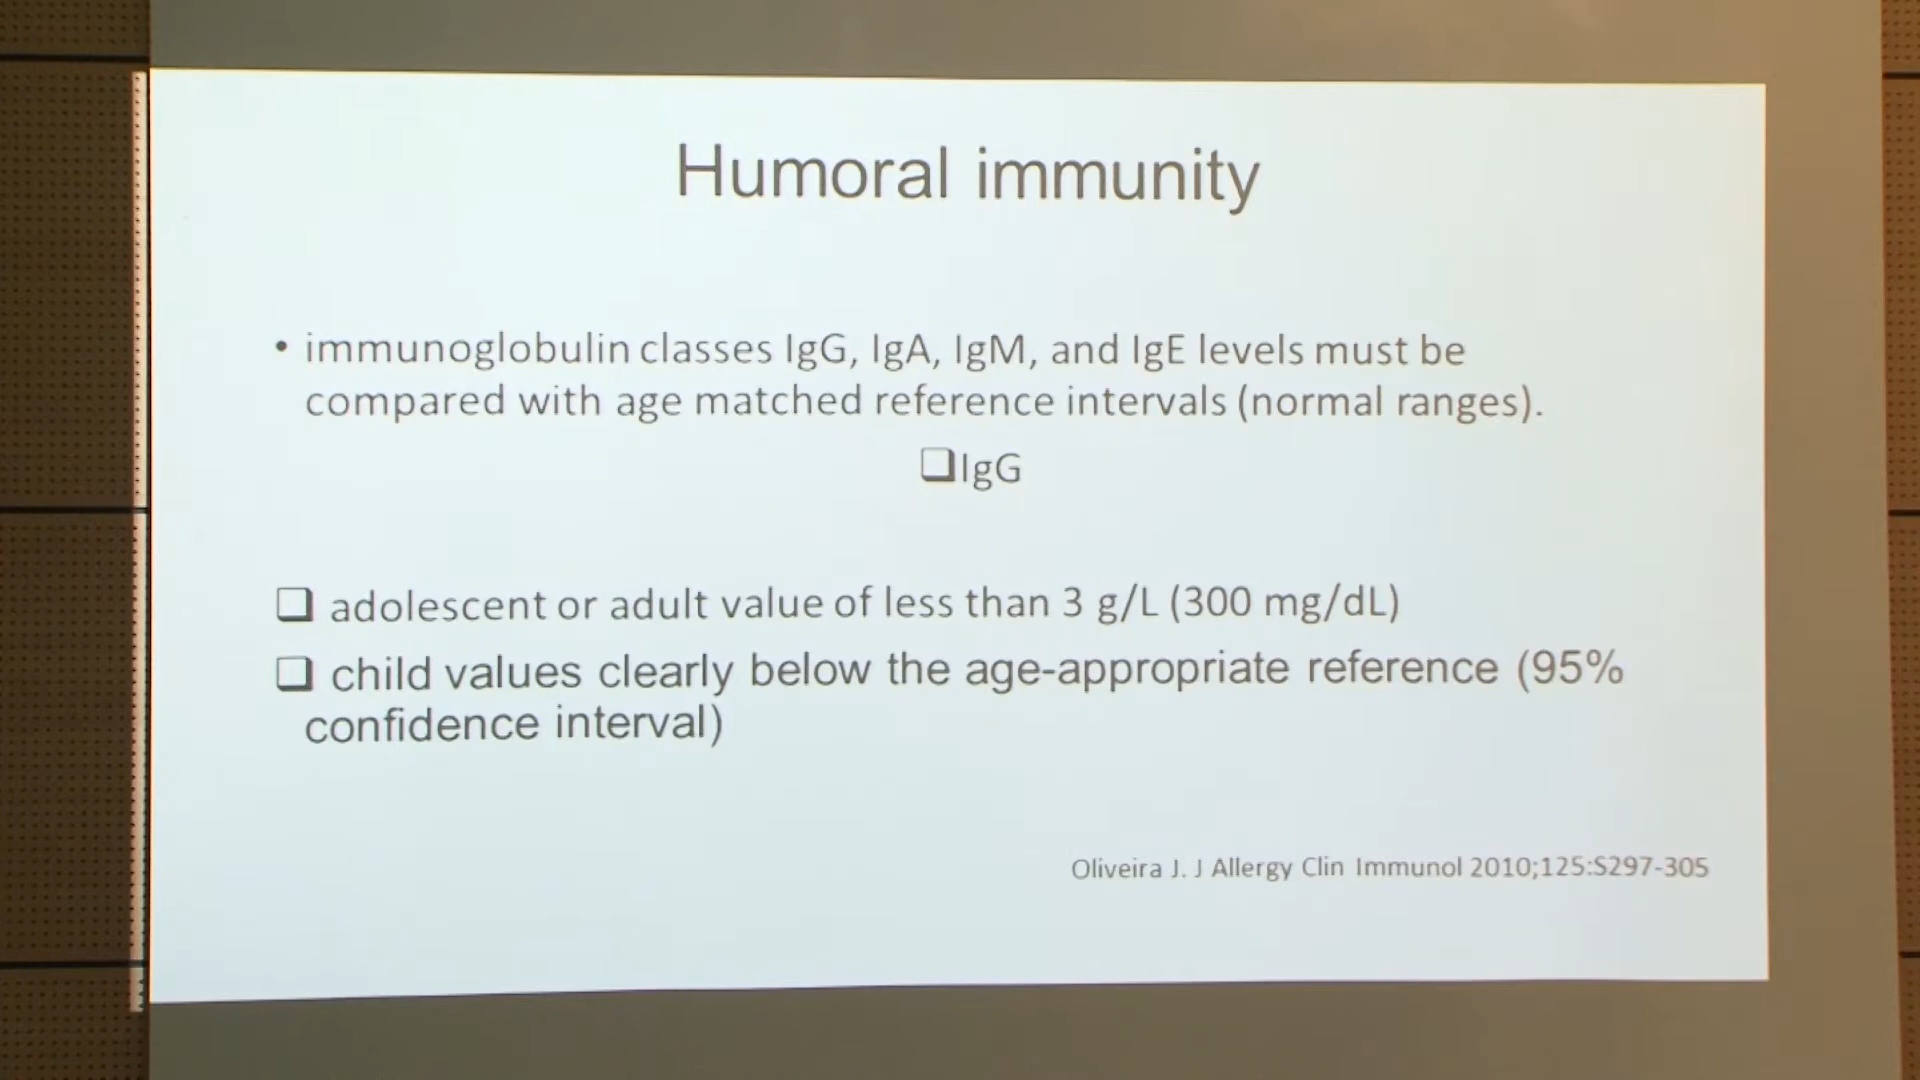 Humoral immunity
• immunoglobulin classes IgG, IgA, IgM, and IgE levels must be
compared with age matched reference intervals (normal ranges).
❑IgG
❑ adolescent or adult value of less than 3 g/L (300 mg/dL)
❑ child values clearly below the age-appropriate reference (95%
confidence interval)
Oliveira J. J Allergy Clin Immunol 2010;125:S297-305